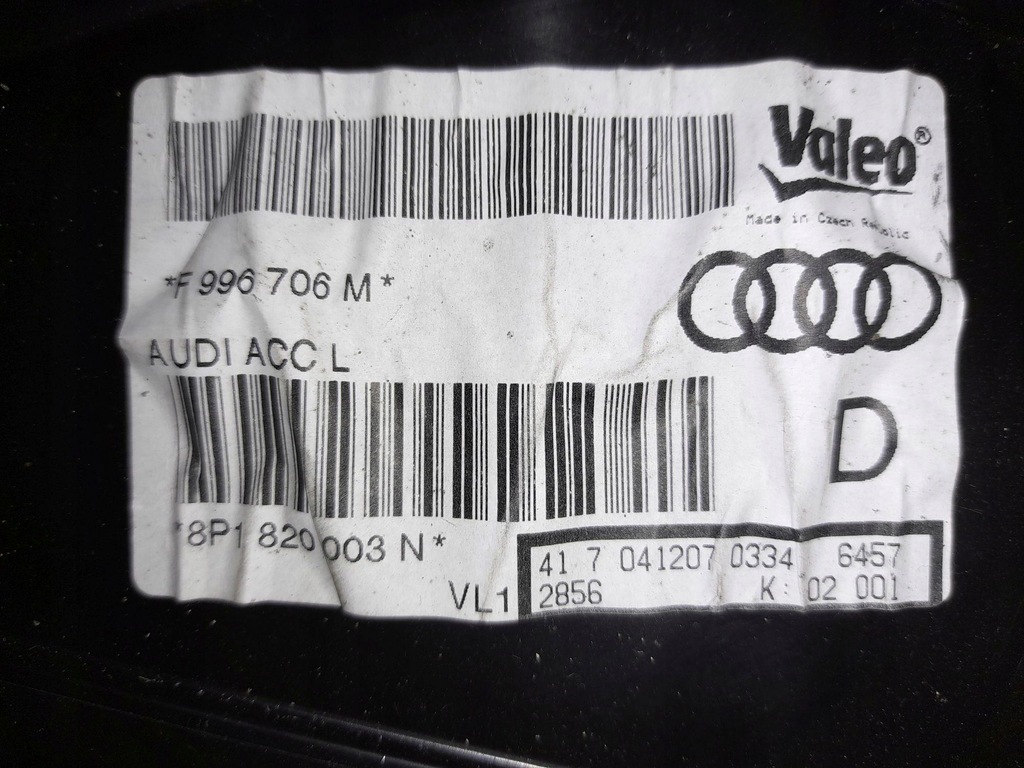 Valeo®
Made in Czech Republic
*F 996 706 M*
AUDI ACC.L
D
*8P1 820 003 N*
VL1
41 7 041207 0334 6457
2856 K: 02 001